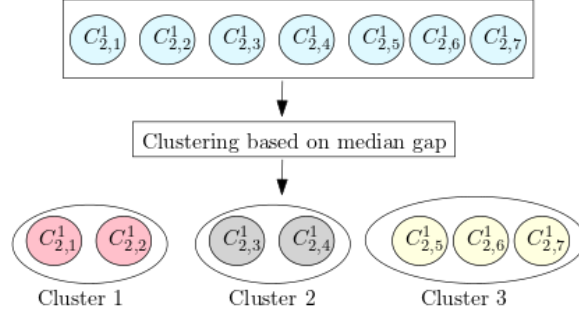 $C^1_{2,1}$ $C^1_{2,2}$ $C^1_{2,3}$ $C^1_{2,4}$ $C^1_{2,5}$ $C^1_{2,6}$ $C^1_{2,7}$
Clustering based on median gap
$C^1_{2,1}$ $C^1_{2,2}$ $C^1_{2,3}$ $C^1_{2,4}$ $C^1_{2,5}$ $C^1_{2,6}$ $C^1_{2,7}$
Cluster 1 Cluster 2 Cluster 3